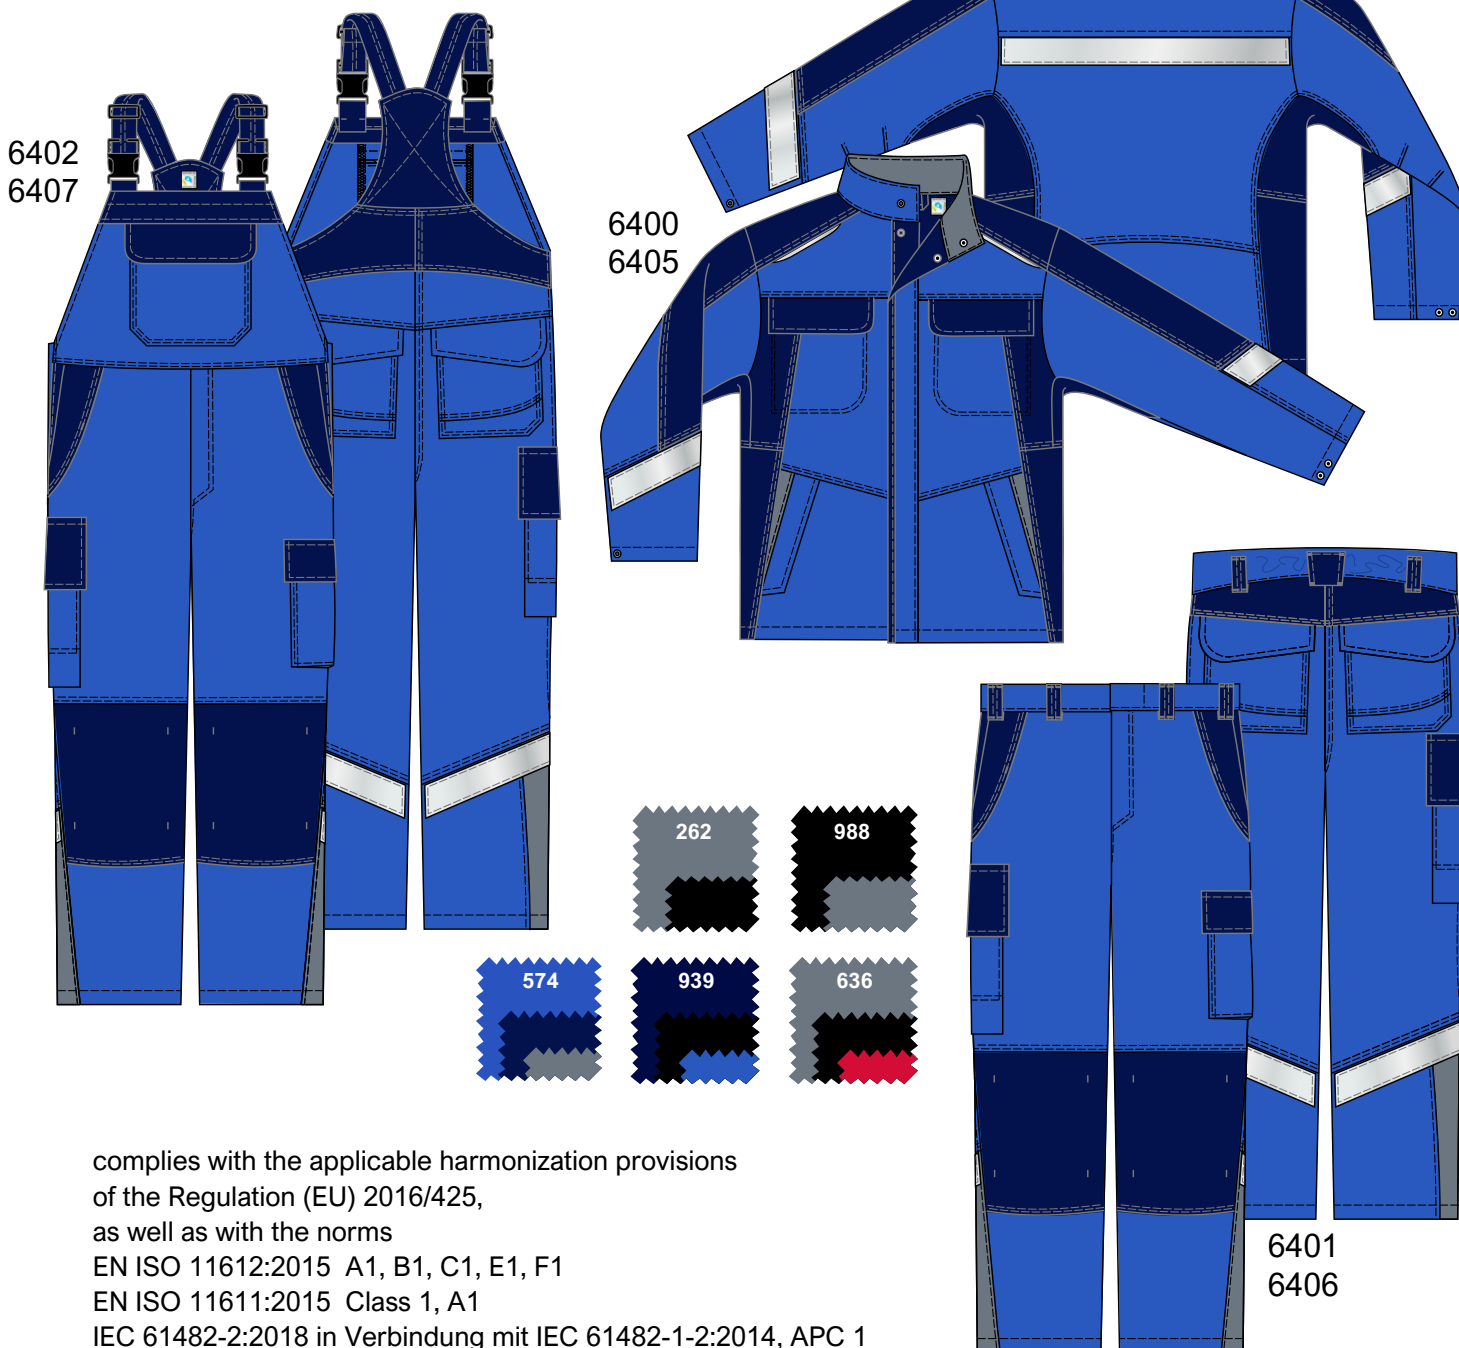 6402
6407
6400
6405
262
988
574
939
636
complies with the applicable harmonization provisions
of the Regulation (EU) 2016/425,
as well as with the norms
EN ISO 11612:2015 A1, B1, C1, E1, F1
EN ISO 11611:2015 Class 1, A1
IEC 61482-2:2018 in Verbindung mit IEC 61482-1-2:2014, APC 1
6401
6406